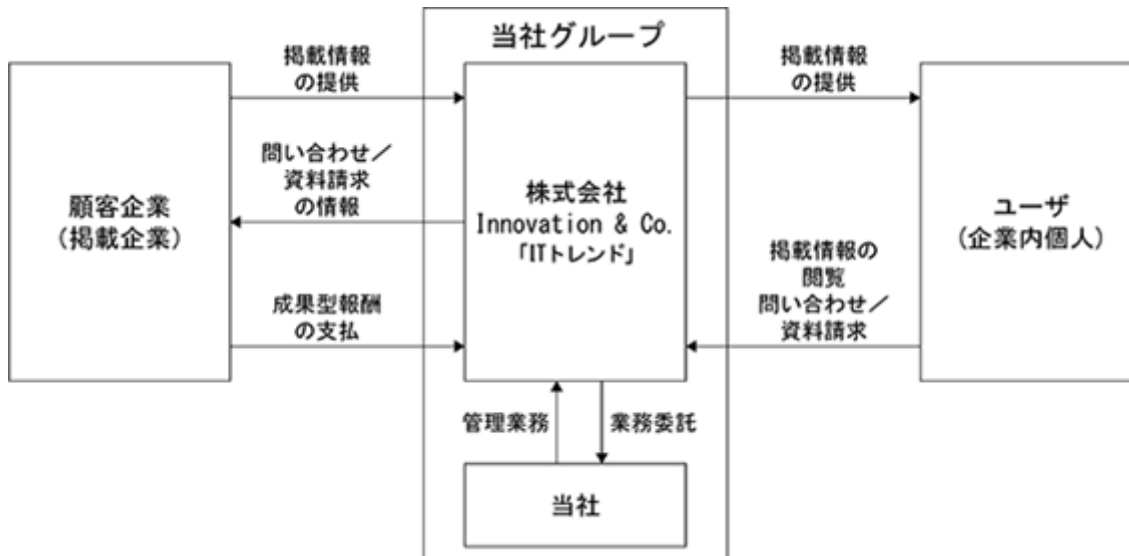 当社グループ
掲載情報
の提供
掲載情報
の提供
問い合わせ／
資料請求
の情報
顧客企業
(掲載企業)
株式会社
Innovation & Co.
「ITトレンド」
ユーザ
(企業内個人)
掲載情報の
閲覧
問い合わせ／
資料請求
成果型報酬
の支払
管理業務
業務委託
当社